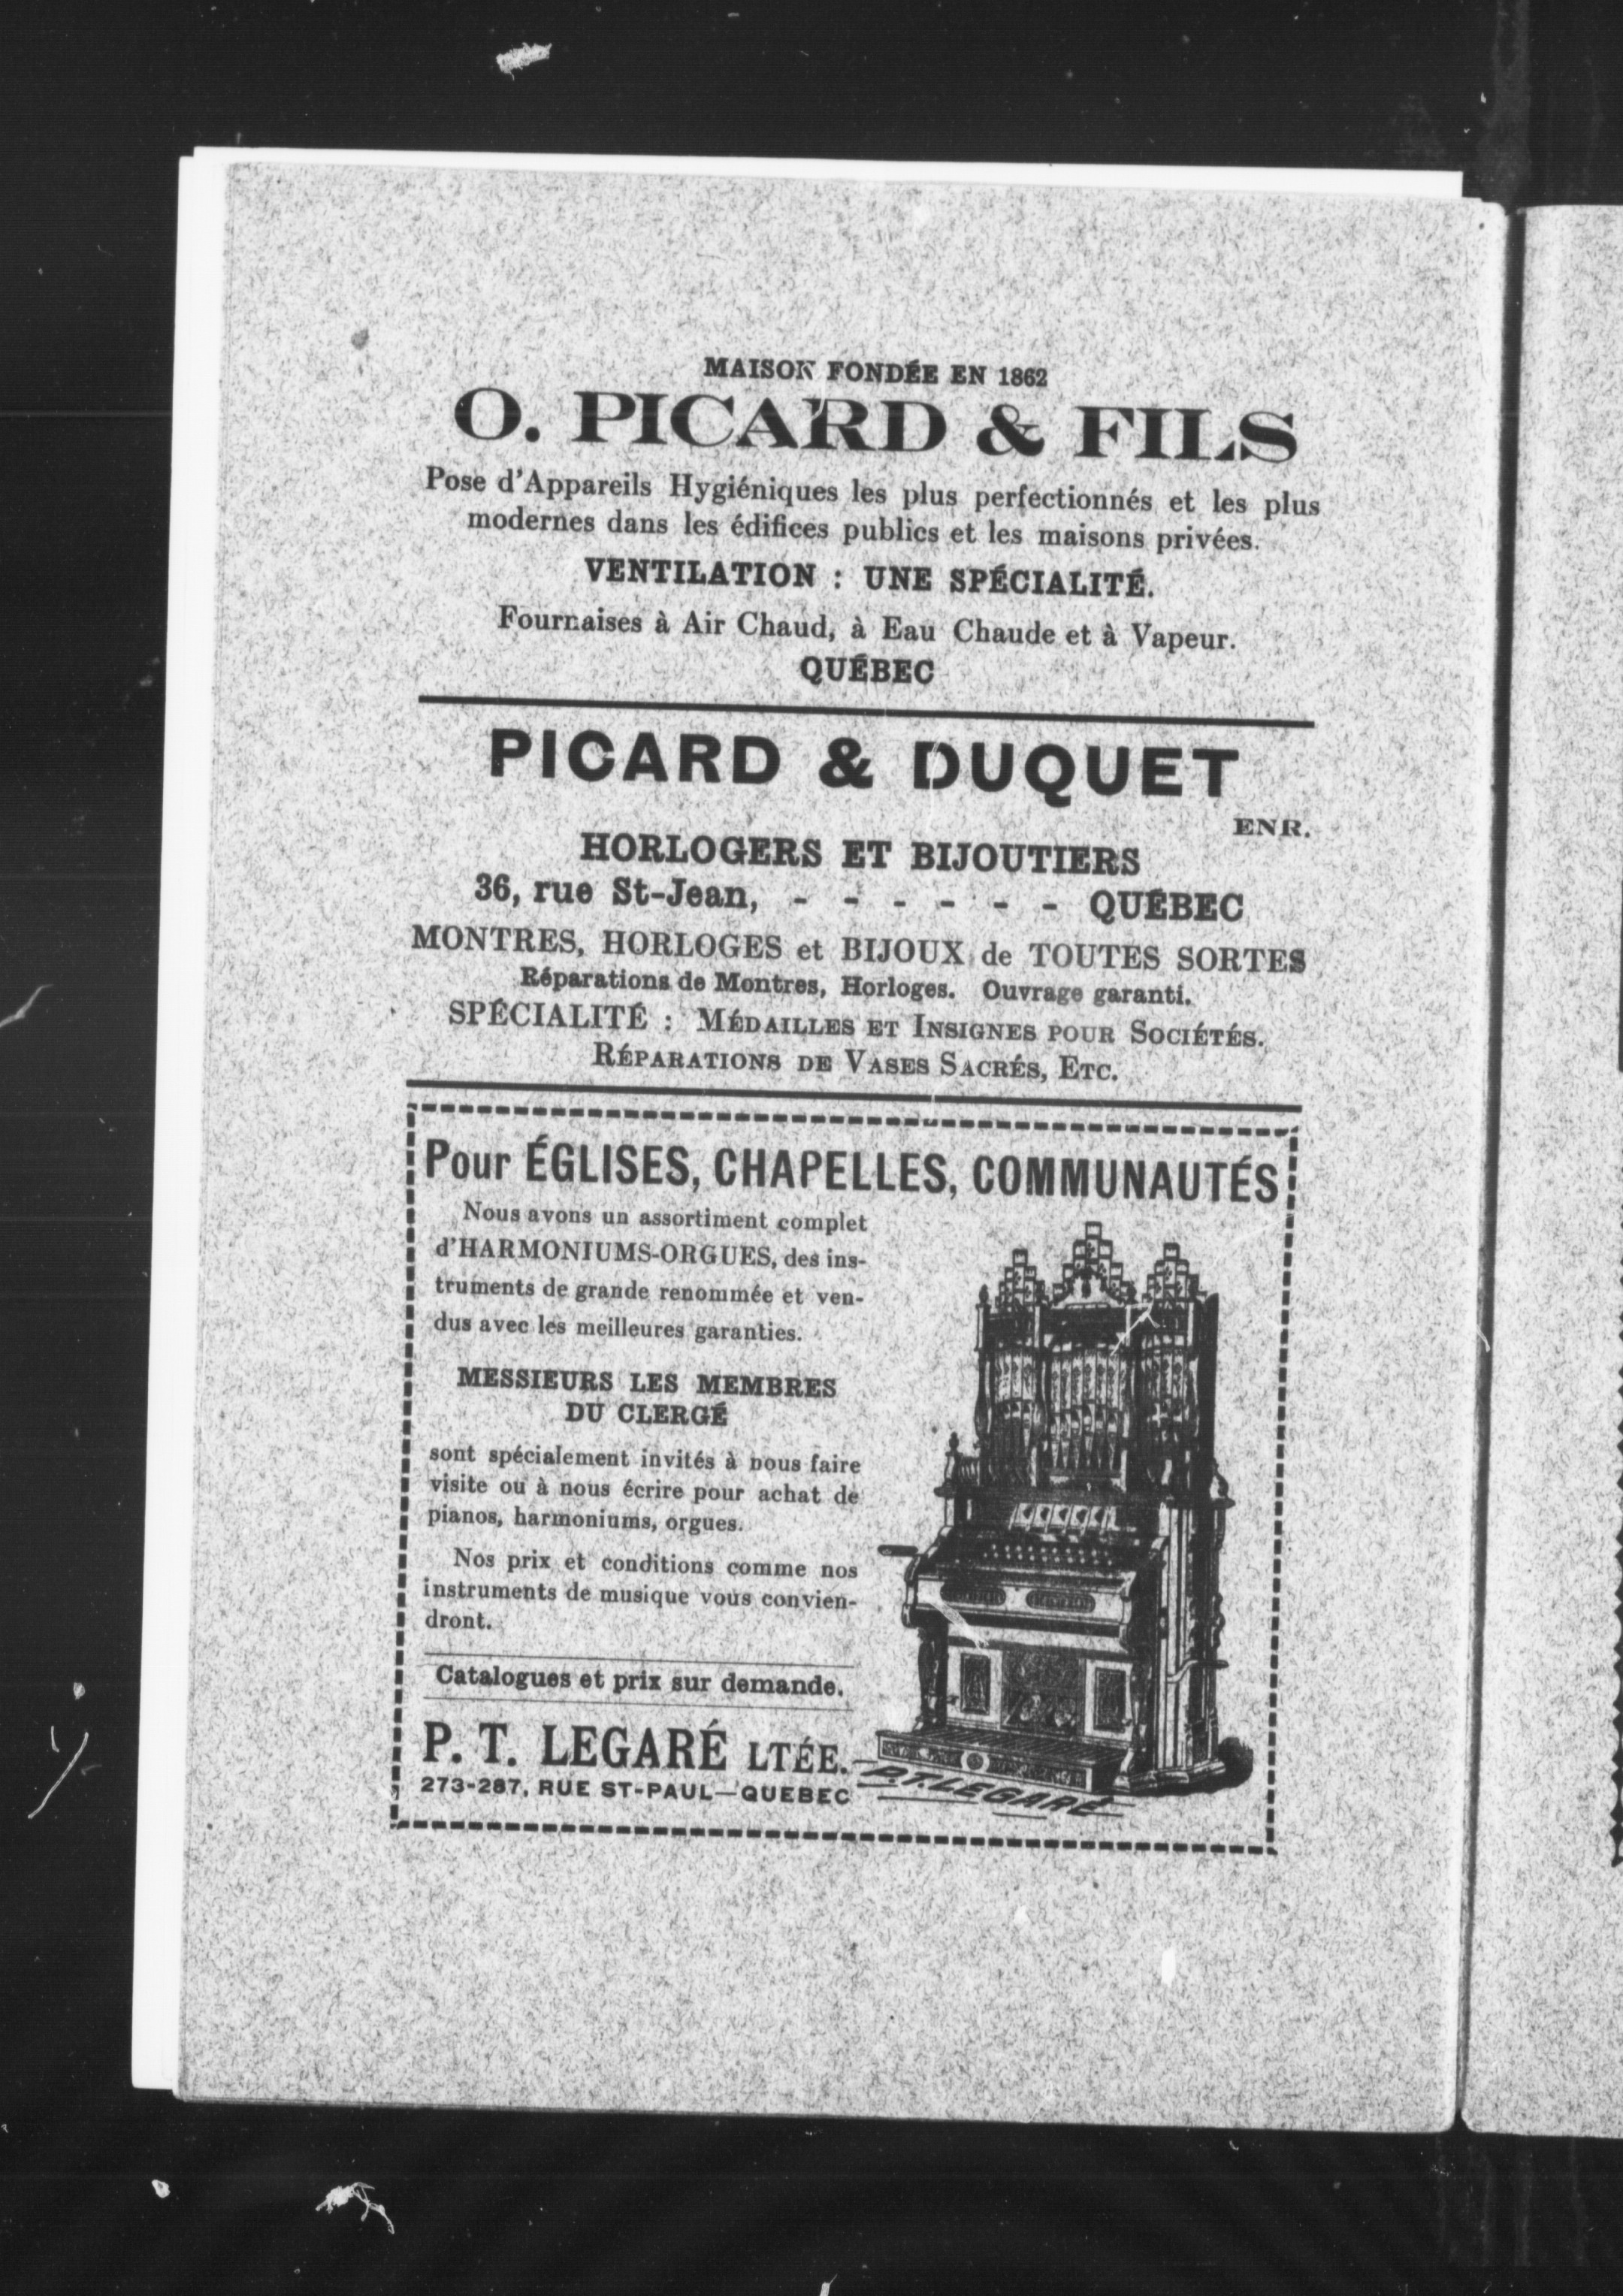 MAISON FONDÉE EN 1862
O. PICARD & FILS
Pose d'Appareils Hygiéniques les plus perfectionnés et les plus
modernes dans les édifices publics et les maisons privées.
VENTILATION : UNE SPÉCIALITÉ.
Fournaises à Air Chaud, à Eau Chaude et à Vapeur.
QUÉBEC
PICARD & DUQUET
ENR.
HORLOGERS ET BIJOUTIERS
36, rue St-Jean, - - - - - - QUÉBEC
MONTRES, HORLOGES et BIJOUX de TOUTES SORTES
Réparations de Montres, Horloges. Ouvrage garanti.
SPÉCIALITÉ : MÉDAILLES ET INSIGNES POUR SOCIÉTÉS.
RÉPARATIONS DE VASES SACRÉS, ETC.
Pour ÉGLISES, CHAPELLES, COMMUNAUTÉS
Nous avons un assortiment complet
d'HARMONIUMS-ORGUES, des ins-
truments de grande renommée et ven-
dus avec les meilleures garanties.
MESSIEURS LES MEMBRES
DU CLERGÉ
sont spécialement invités à nous faire
visite ou à nous écrire pour achat de
pianos, harmoniums, orgues.
Nos prix et conditions comme nos
instruments de musique vous convien-
dront.
Catalogues et prix sur demande.
P. T. LEGARÉ LTÉE.
273-287, RUE ST-PAUL—QUEBEC
P.T. LEGARÉ